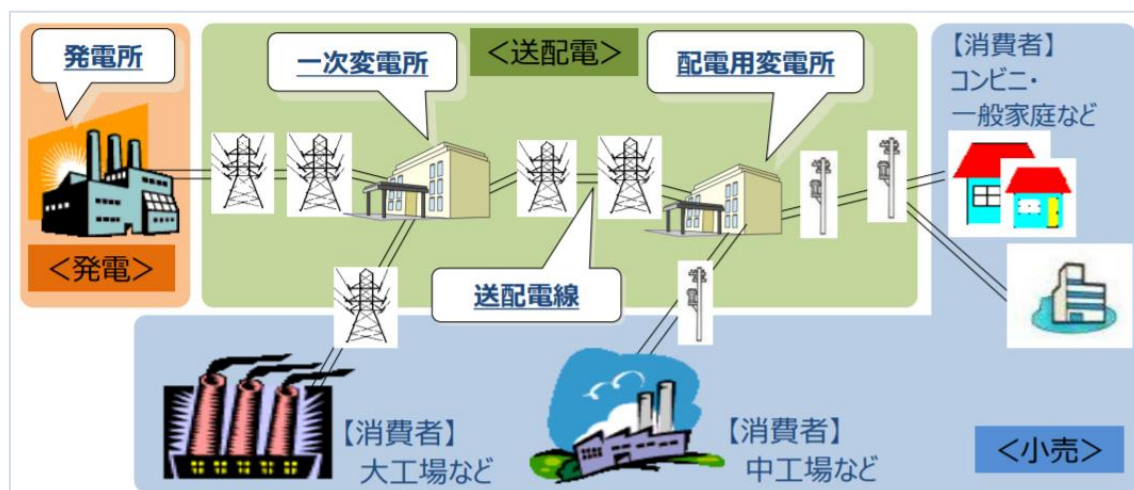 発電所
一次変電所
＜送配電＞
配電用変電所
【消費者】
コンビニ・
一般家庭など
＜発電＞
送配電線
【消費者】
大工場など
【消費者】
中工場など
＜小売＞